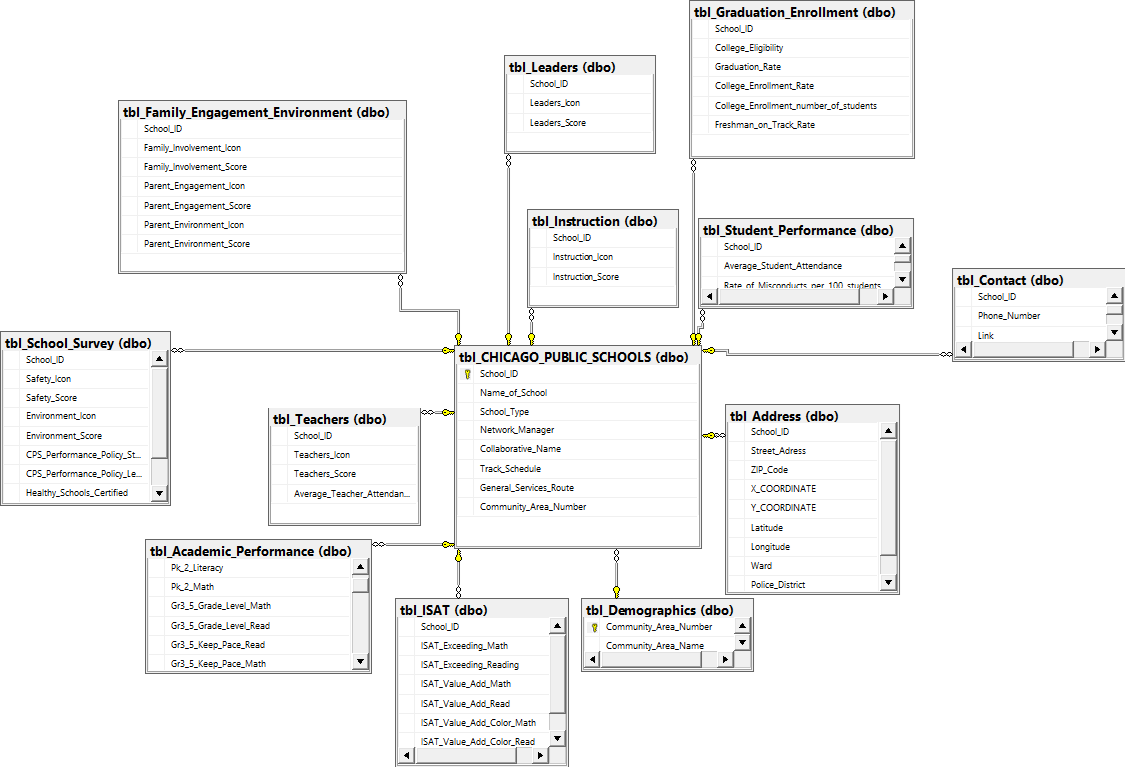 tbl_Graduation_Enrollment (dbo)
School_ID
College_Eligibility
Graduation_Rate
College_Enrollment_Rate
College_Enrollment_number_of_students
Freshman_on_Track_Rate
tbl_Leaders (dbo)
School_ID
Leaders_Icon
Leaders_Score
tbl_Family_Engagement_Environment (dbo)
School_ID
Family_Involvement_Icon
Family_Involvement_Score
Parent_Engagement_Icon
Parent_Engagement_Score
Parent_Environment_Icon
Parent_Environment_Score
tbl_Instruction (dbo)
School_ID
Instruction_Icon
Instruction_Score
tbl_Student_Performance (dbo)
School_ID
Average_Student_Attendance
Rate_of_Misconducts_per_100_students
tbl_Contact (dbo)
School_ID
Phone_Number
Link
tbl_School_Survey (dbo)
School_ID
Safety_Icon
Safety_Score
Environment_Icon
Environment_Score
CPS_Performance_Policy_St...
CPS_Performance_Policy_Le...
Healthy_Schools_Certified
tbl_CHICAGO_PUBLIC_SCHOOLS (dbo)
School_ID
Name_of_School
School_Type
Network_Manager
Collaborative_Name
Track_Schedule
General_Services_Route
Community_Area_Number
tbl_Teachers (dbo)
School_ID
Teachers_Icon
Teachers_Score
Average_Teacher_Attendan...
tbl_Address (dbo)
School_ID
Street_Adress
ZIP_Code
X_COORDINATE
Y_COORDINATE
Latitude
Longitude
Ward
Police_District
tbl_Academic_Performance (dbo)
Pk_2_Literacy
Pk_2_Math
Gr3_5_Grade_Level_Math
Gr3_5_Grade_Level_Read
Gr3_5_Keep_Pace_Read
Gr3_5_Keep_Pace_Math
tbl_ISAT (dbo)
School_ID
ISAT_Exceeding_Math
ISAT_Exceeding_Reading
ISAT_Value_Add_Math
ISAT_Value_Add_Read
ISAT_Value_Add_Color_Math
ISAT_Value_Add_Color_Read
tbl_Demographics (dbo)
Community_Area_Number
Community_Area_Name